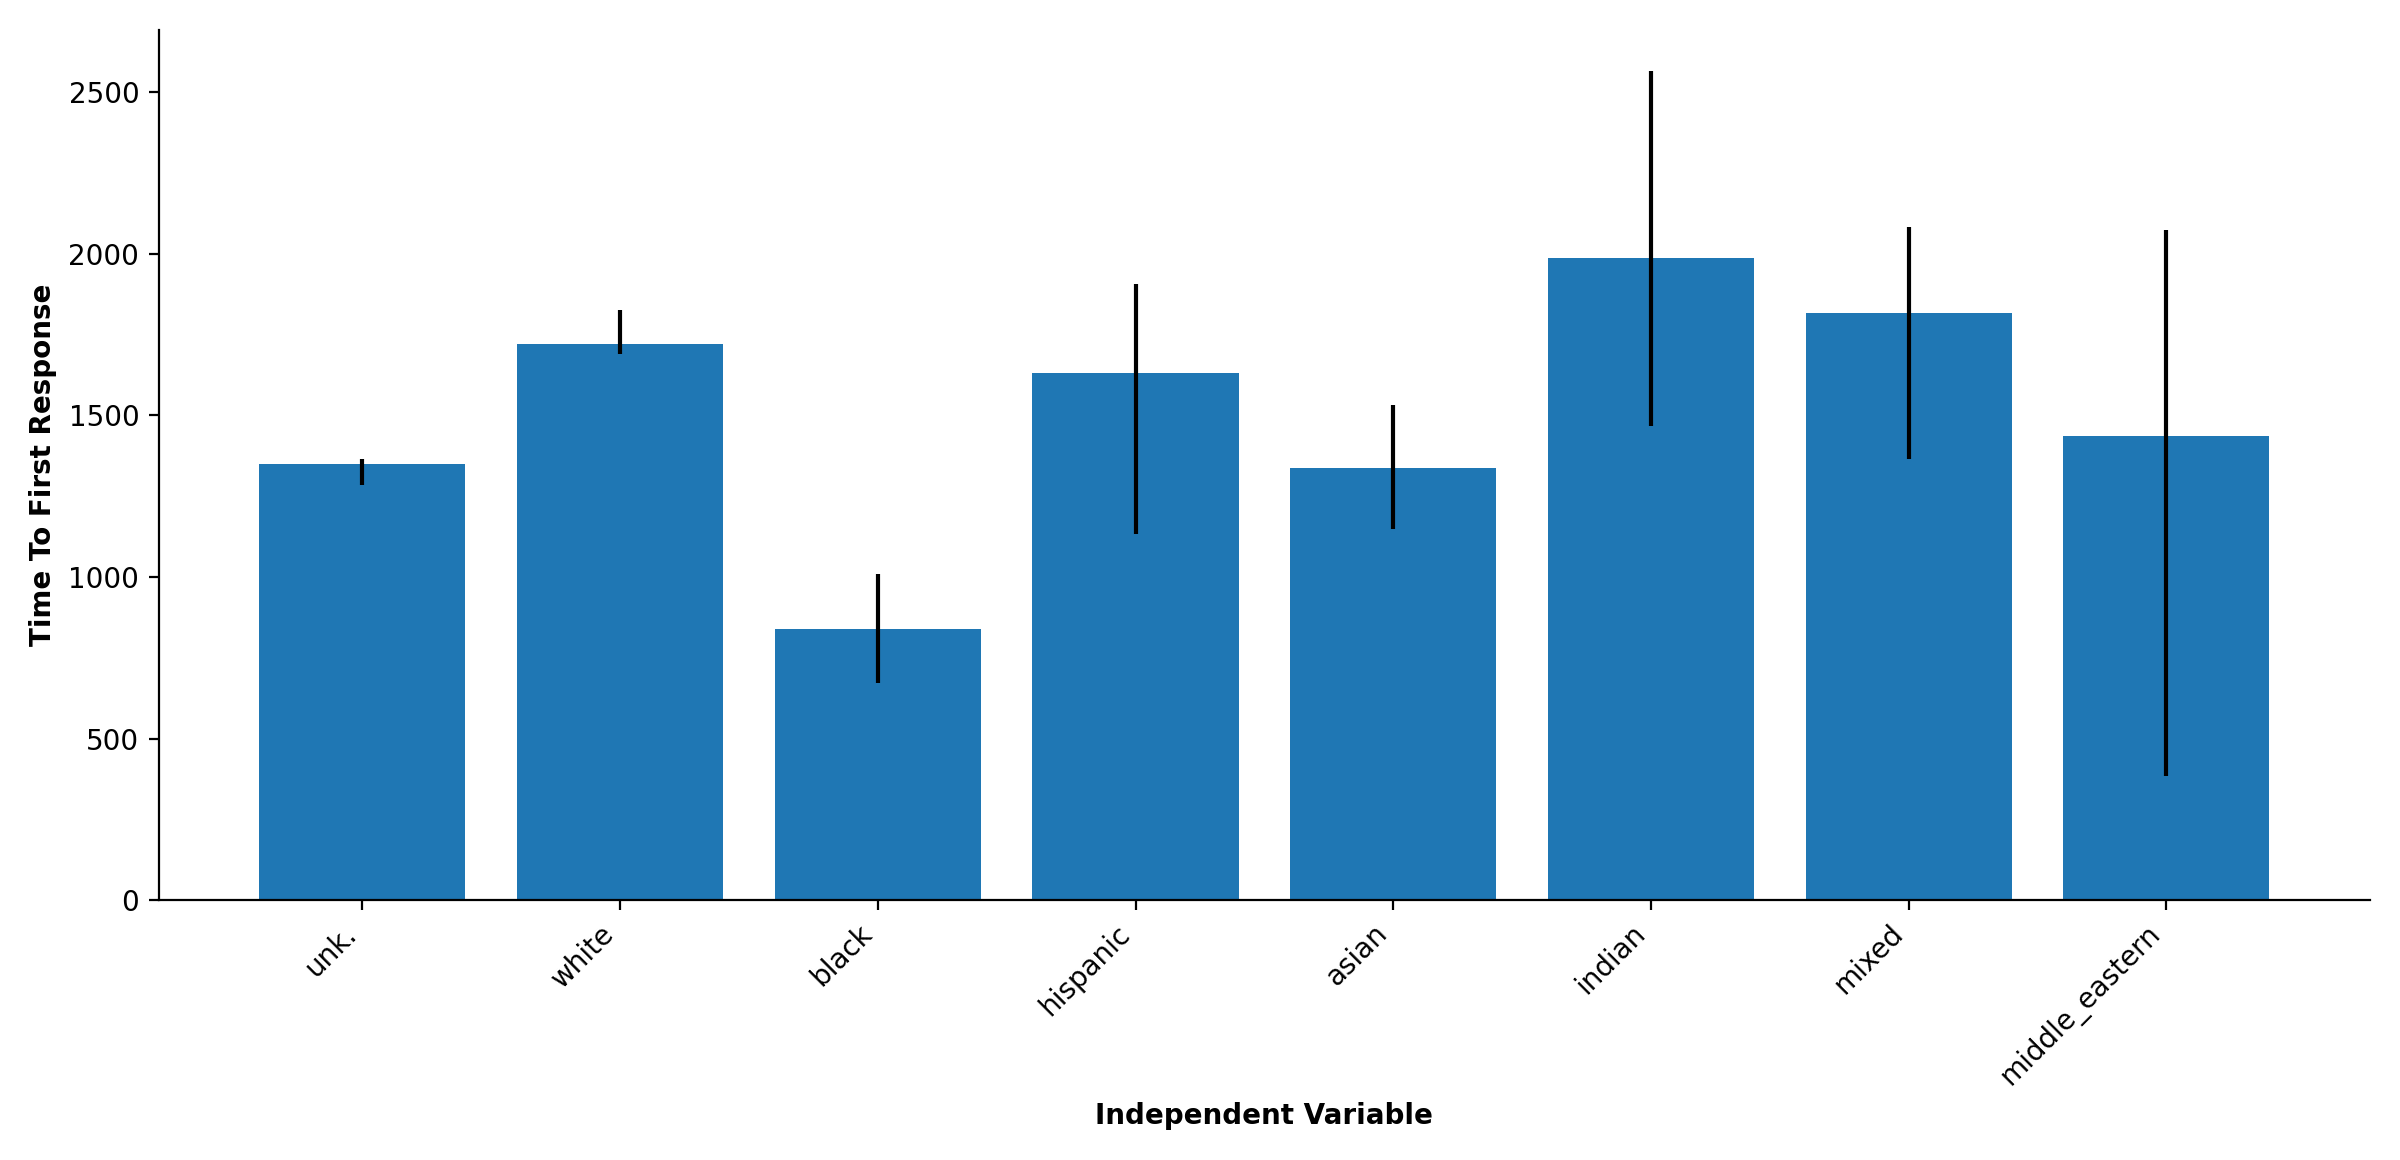 Time To First Response
2500
2000
1500
1000
500
0
unk.
white
black
hispanic
asian
indian
mixed
middle_eastern
Independent Variable